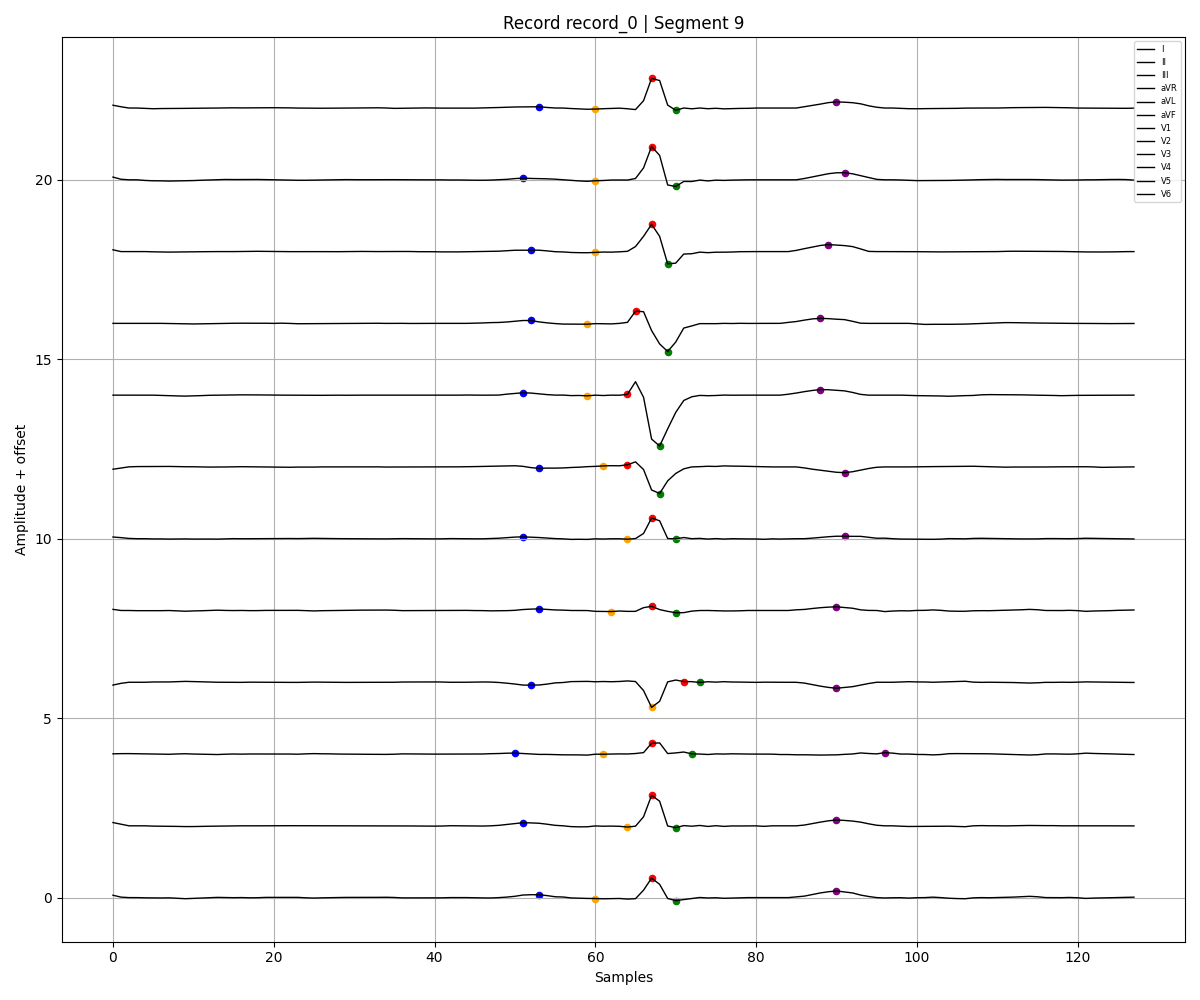 Record record_0 | Segment 9
I
II
III
aVR
aVL
aVF
V1
V2
V3
V4
V5
V6
20
15
10
5
0
Amplitude + offset
0 20 40 60 80 100 120
Samples